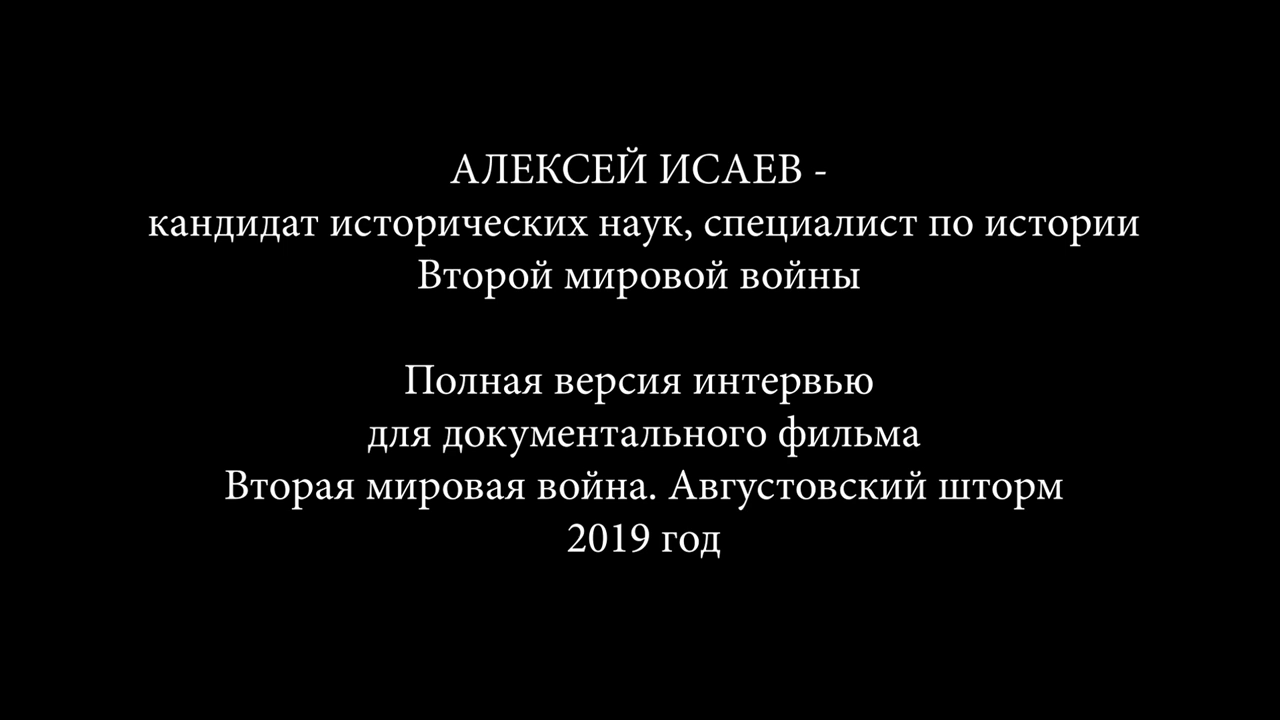 АЛЕКСЕЙ ИСАЕВ -
кандидат исторических наук, специалист по истории
Второй мировой войны
Полная версия интервью
для документального фильма
Вторая мировая война. Августовский шторм
2019 год